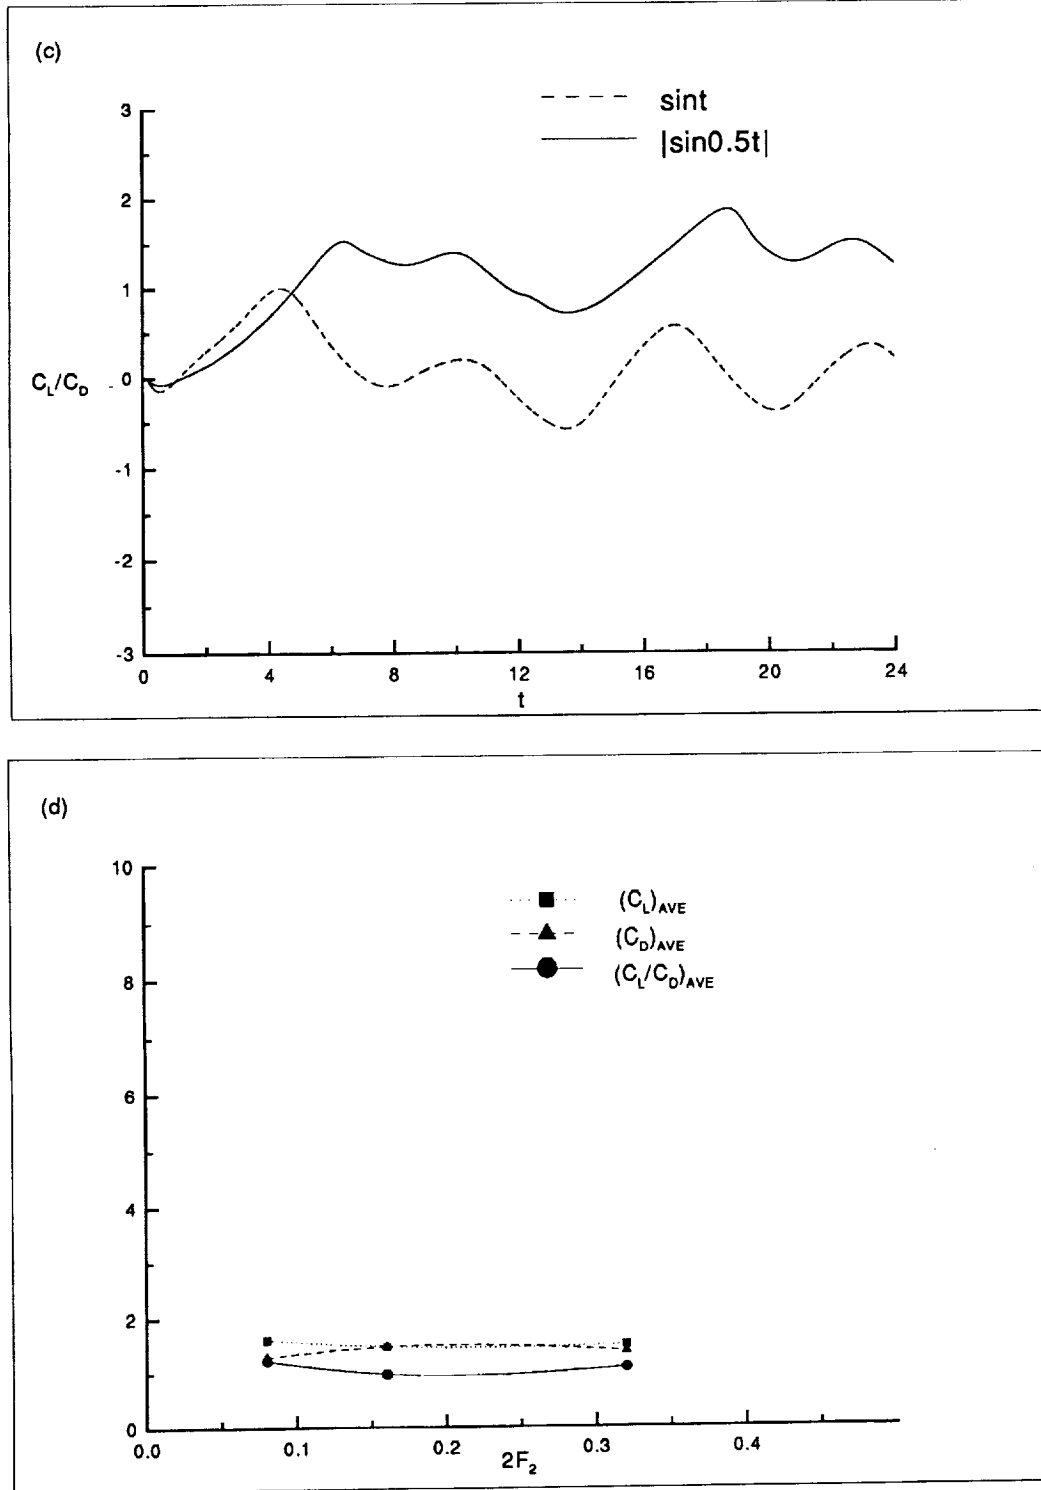 (c)
sint
|sin0.5t|
3
2
1
0
-1
-2
-3
C_L/C_D
0 4 8 12 16 20 24
t
(d)
(C_L)_AVE
(C_D)_AVE
(C_L/C_D)_AVE
10
8
6
4
2
0
0.0 0.1 0.2 0.3 0.4
2F_2